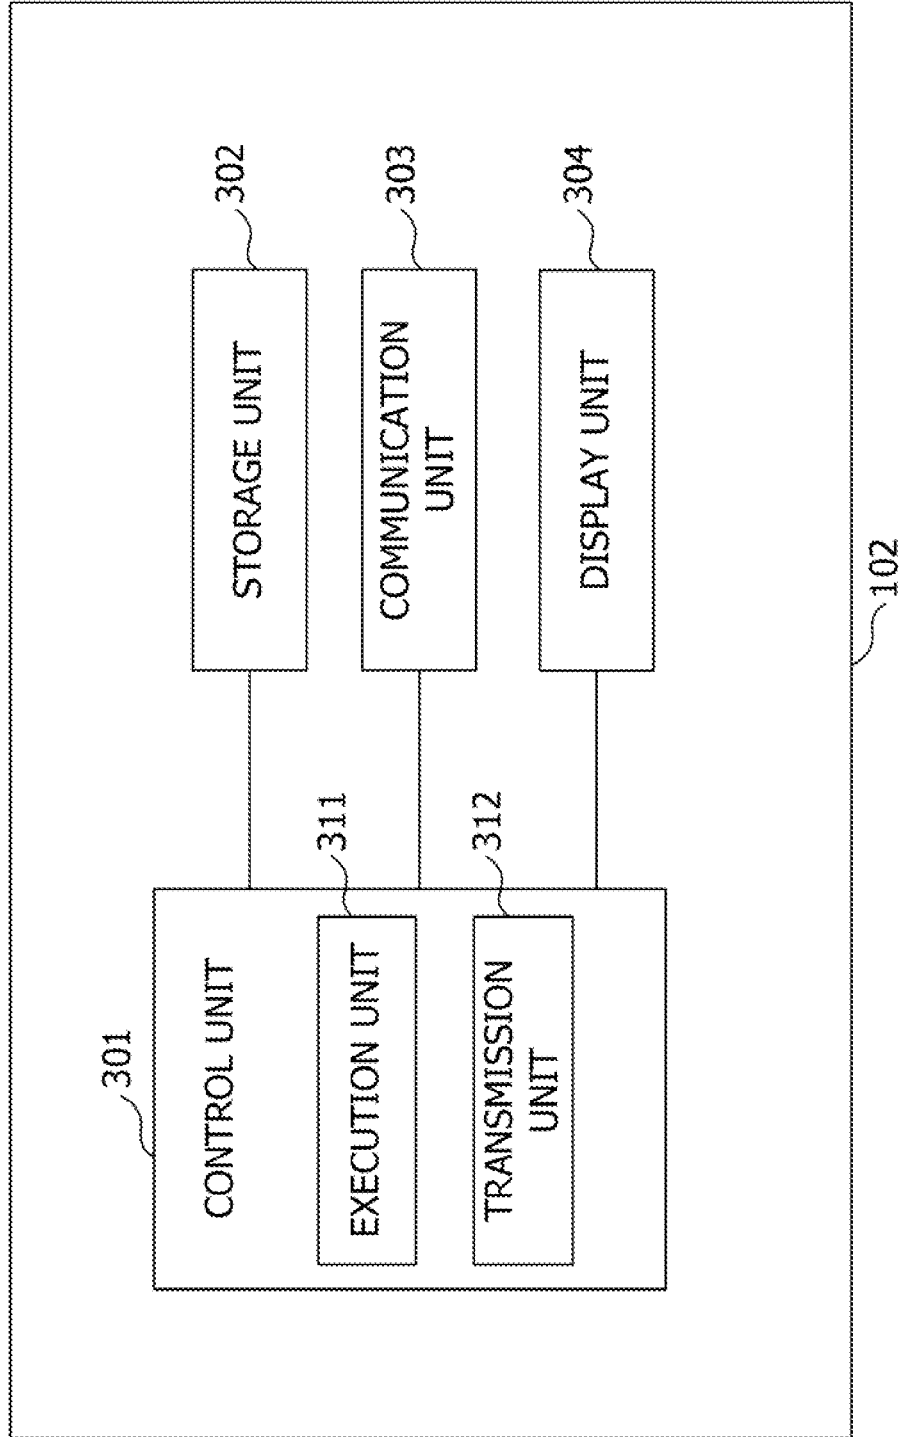 301
CONTROL UNIT
311
EXECUTION UNIT
312
TRANSMISSION
UNIT
302
STORAGE UNIT
303
COMMUNICATION
UNIT
304
DISPLAY UNIT
102